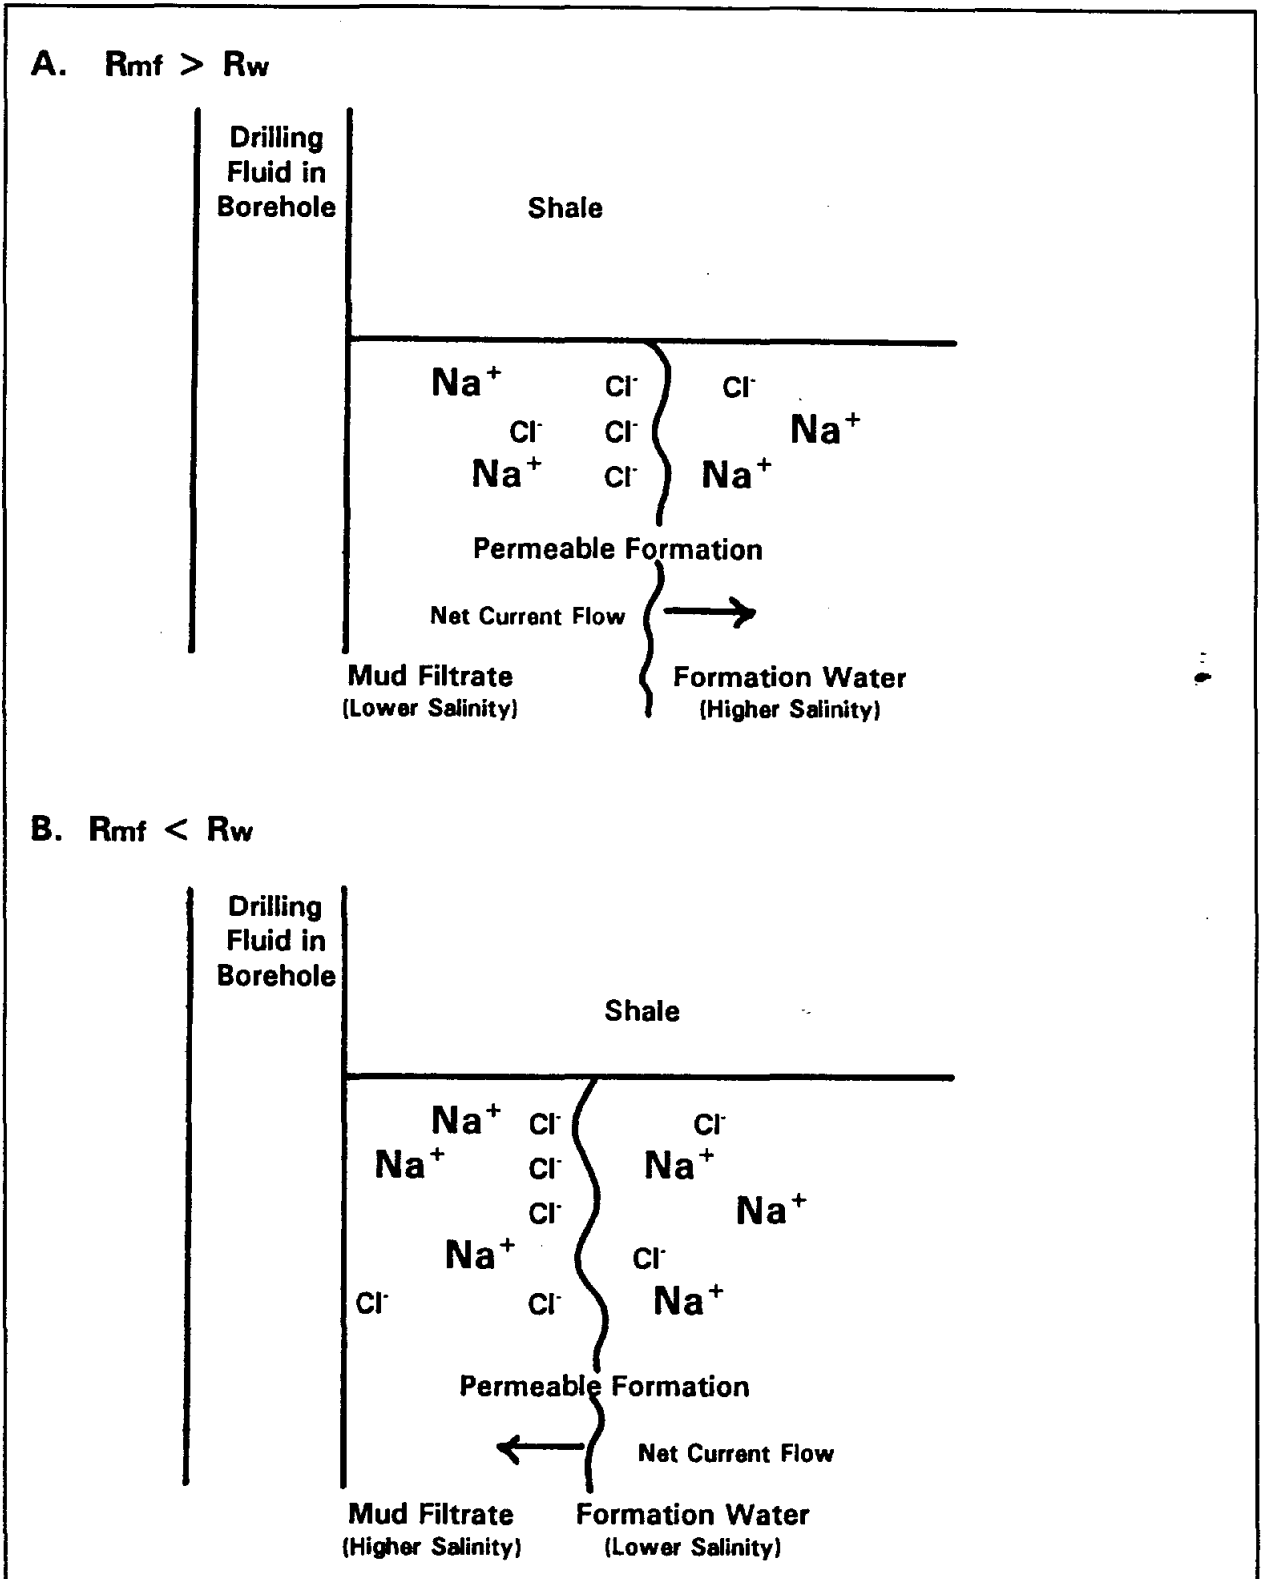 A. Rmf > Rw
Drilling
Fluid in
Borehole
Shale
Na+ Cl- Cl-
Cl- Cl- Na+
Na+ Cl- Na+
Permeable Formation
Net Current Flow
Mud Filtrate Formation Water
(Lower Salinity) (Higher Salinity)
B. Rmf < Rw
Drilling
Fluid in
Borehole
Shale
Na+ Cl- Cl-
Na+ Cl- Na+
Cl- Na+
Na+ Cl-
Cl- Cl- Na+
Permeable Formation
Net Current Flow
Mud Filtrate Formation Water
(Higher Salinity) (Lower Salinity)